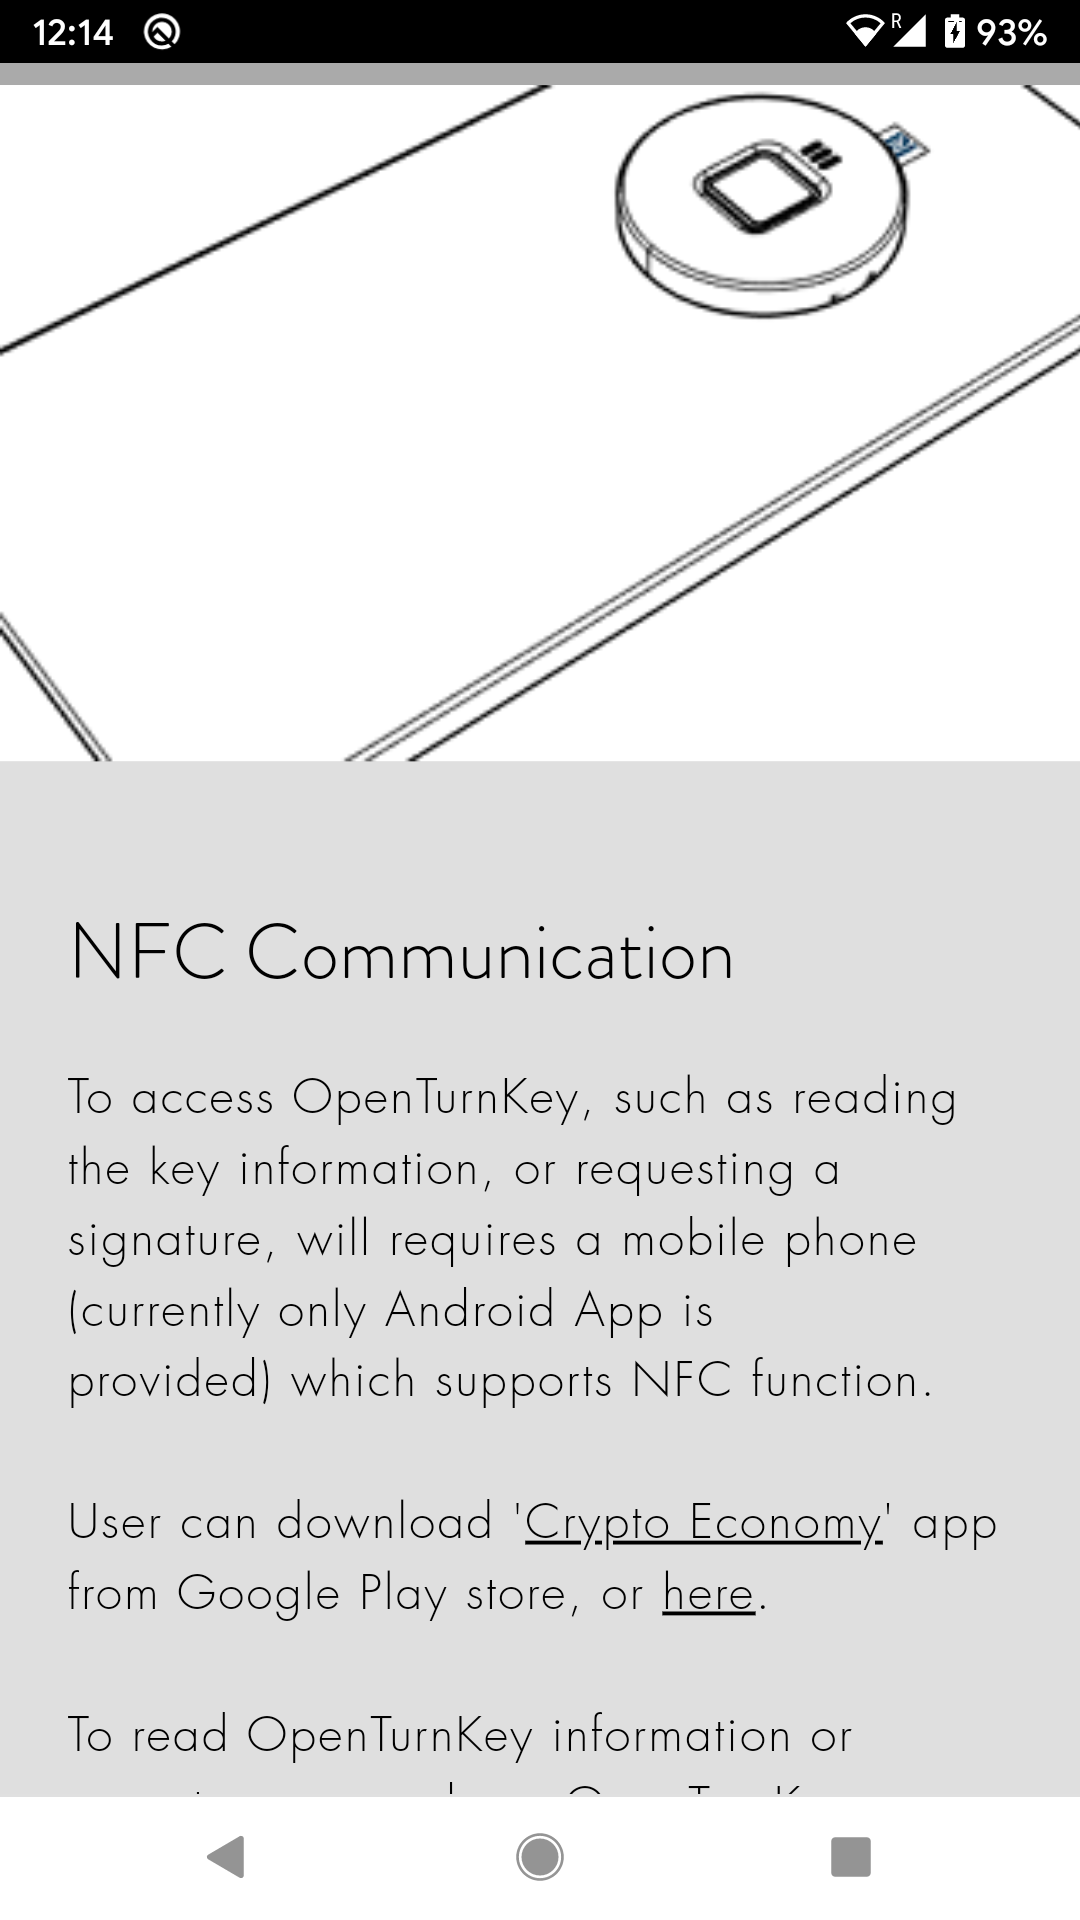 12:14
R
93%
NFC Communication
To access OpenTurnKey, such as reading
the key information, or requesting a
signature, will requires a mobile phone
(currently only Android App is
provided) which supports NFC function.
User can download 'Crypto Economy' app
from Google Play store, or here.
To read OpenTurnKey information or